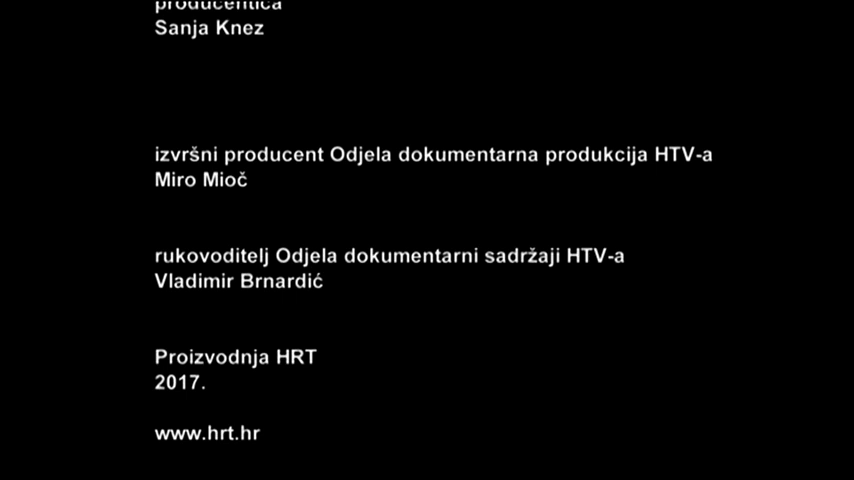 producentica
Sanja Knez
izvršni producent Odjela dokumentarna produkcija HTV-a
Miro Mioč
rukovoditelj Odjela dokumentarni sadržaji HTV-a
Vladimir Brnardić
Proizvodnja HRT
2017.
www.hrt.hr